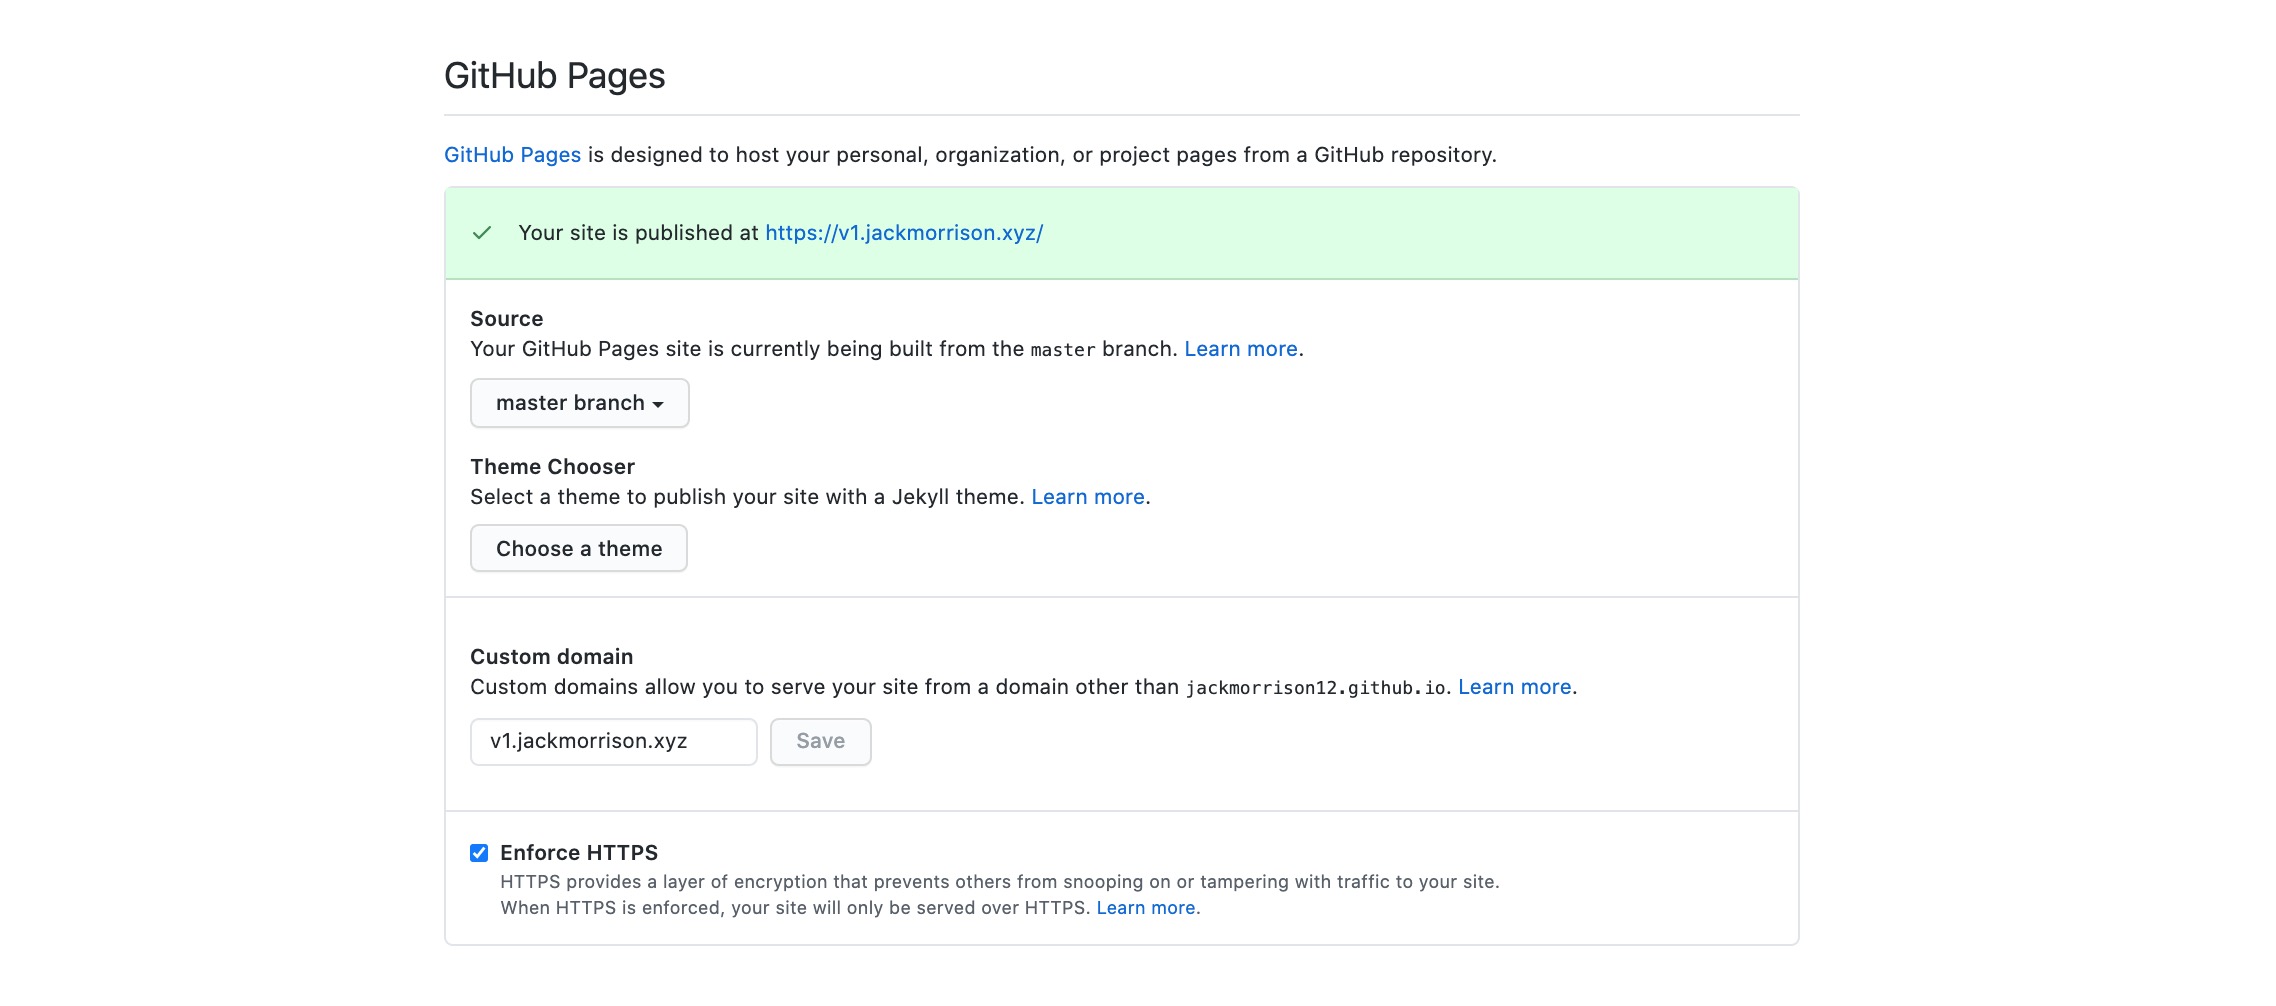 GitHub Pages
GitHub Pages is designed to host your personal, organization, or project pages from a GitHub repository.
Your site is published at https://v1.jackmorrison.xyz/
Source
Your GitHub Pages site is currently being built from the master branch. Learn more.
master branch
Theme Chooser
Select a theme to publish your site with a Jekyll theme. Learn more.
Choose a theme
Custom domain
Custom domains allow you to serve your site from a domain other than jackmorrison12.github.io. Learn more.
v1.jackmorrison.xyz Save
Enforce HTTPS
HTTPS provides a layer of encryption that prevents others from snooping on or tampering with traffic to your site.
When HTTPS is enforced, your site will only be served over HTTPS. Learn more.